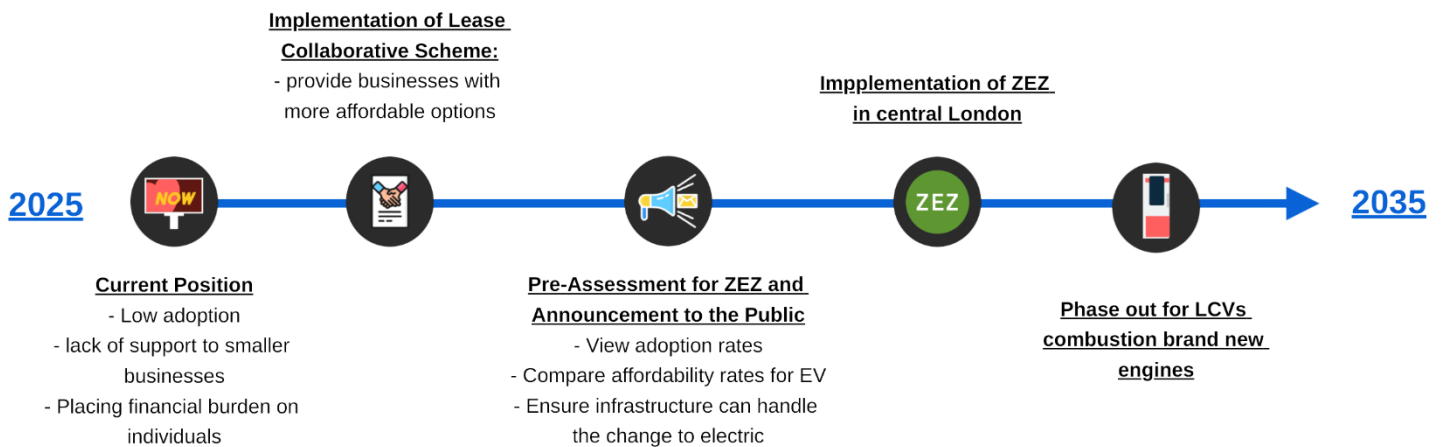 2025
NOW
Current Position
- Low adoption
- lack of support to smaller
businesses
- Placing financial burden on
individuals
Implementation of Lease
Collaborative Scheme:
- provide businesses with
more affordable options
Pre-Assessment for ZEZ and
Announcement to the Public
- View adoption rates
- Compare affordability rates for EV
- Ensure infrastructure can handle
the change to electric
Impplementation of ZEZ
in central London
ZEZ
Phase out for LCVs
combustion brand new
engines
2035